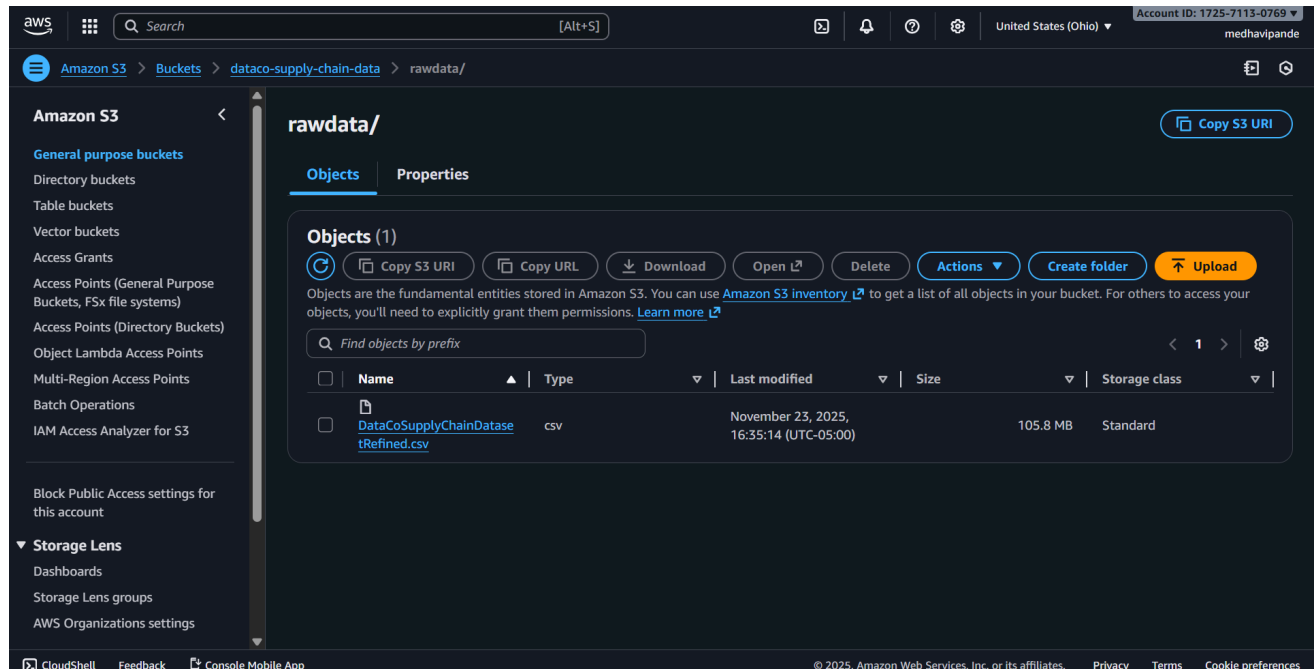 aws
Search [Alt+S]
United States (Ohio) ▼
Account ID: 1725-7113-0769 ▼
medhavipande
Amazon S3 > Buckets > dataco-supply-chain-data > rawdata/
Amazon S3
General purpose buckets
Directory buckets
Table buckets
Vector buckets
Access Grants
Access Points (General Purpose
Buckets, FSx file systems)
Access Points (Directory Buckets)
Object Lambda Access Points
Multi-Region Access Points
Batch Operations
IAM Access Analyzer for S3
Block Public Access settings for
this account
▼ Storage Lens
Dashboards
Storage Lens groups
AWS Organizations settings
rawdata/
Copy S3 URI
Objects Properties
Objects (1)
Copy S3 URI Copy URL Download Open Delete Actions ▼ Create folder Upload
Objects are the fundamental entities stored in Amazon S3. You can use Amazon S3 inventory to get a list of all objects in your bucket. For others to access your
objects, you'll need to explicitly grant them permissions. Learn more
Find objects by prefix
< 1 >
Name Type Last modified Size Storage class
DataCoSupplyChainDatase
tRefined.csv
csv
November 23, 2025,
16:35:14 (UTC-05:00)
105.8 MB
Standard
CloudShell Feedback Console Mobile App © 2025, Amazon Web Services, Inc. or its affiliates. Privacy Terms Cookie preferences